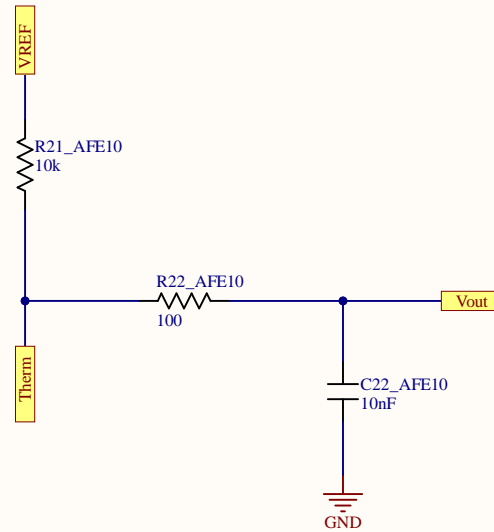 VREF
R21_AFE10
10k
R22_AFE10
100
Vout
Therm
C22_AFE10
10nF
GND